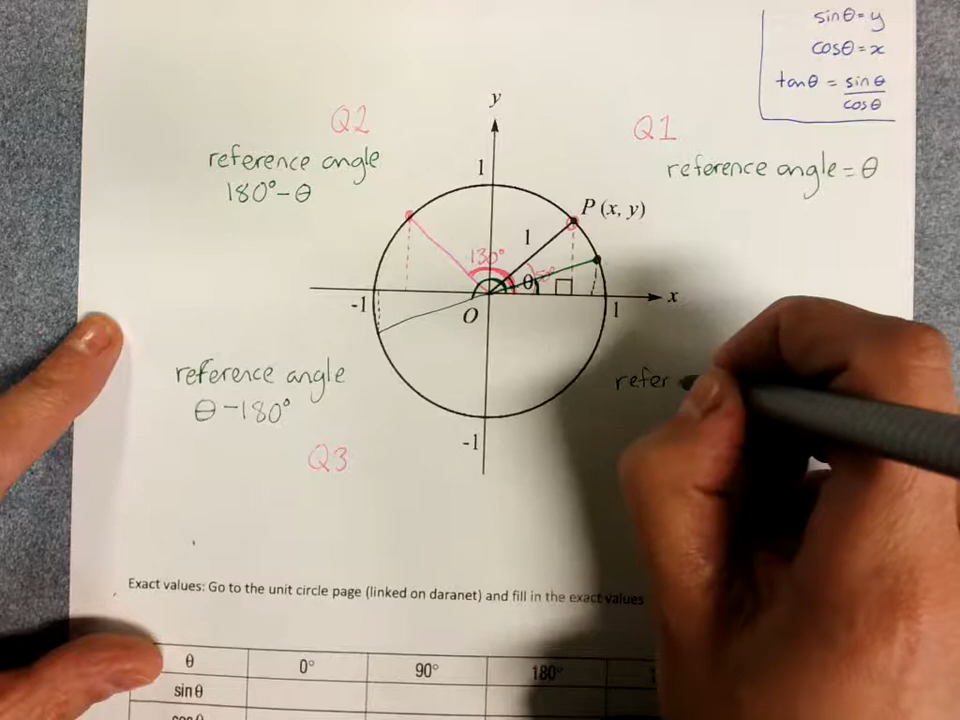 sinθ = y
cosθ = x
tanθ = sinθ
cosθ
Q2
y
Q1
reference angle
180° - θ
1
reference angle = θ
P (x, y)
1
130°
θ
-1
O
1
x
reference angle
θ - 180°
refer
-1
Q3
Exact values: Go to the unit circle page (linked on daranet) and fill in the exact values
θ 0° 90° 180°
sinθ
cosθ